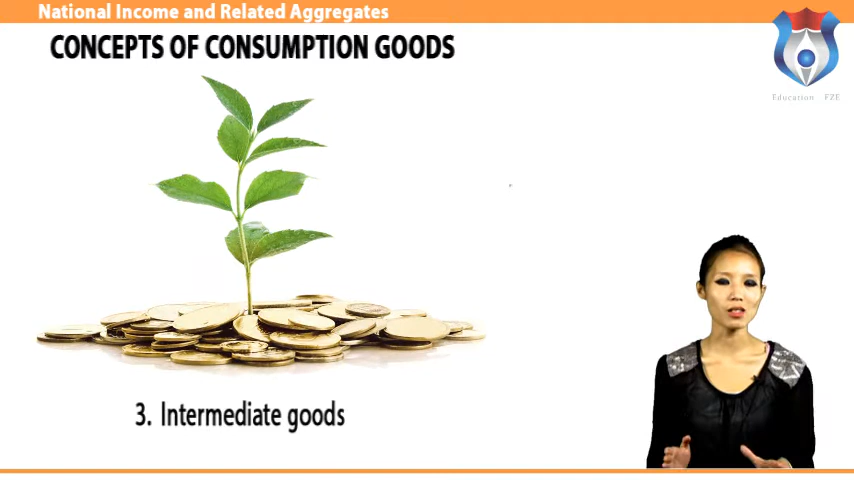 National Income and Related Aggregates
CONCEPTS OF CONSUMPTION GOODS
Education FZE
3. Intermediate goods